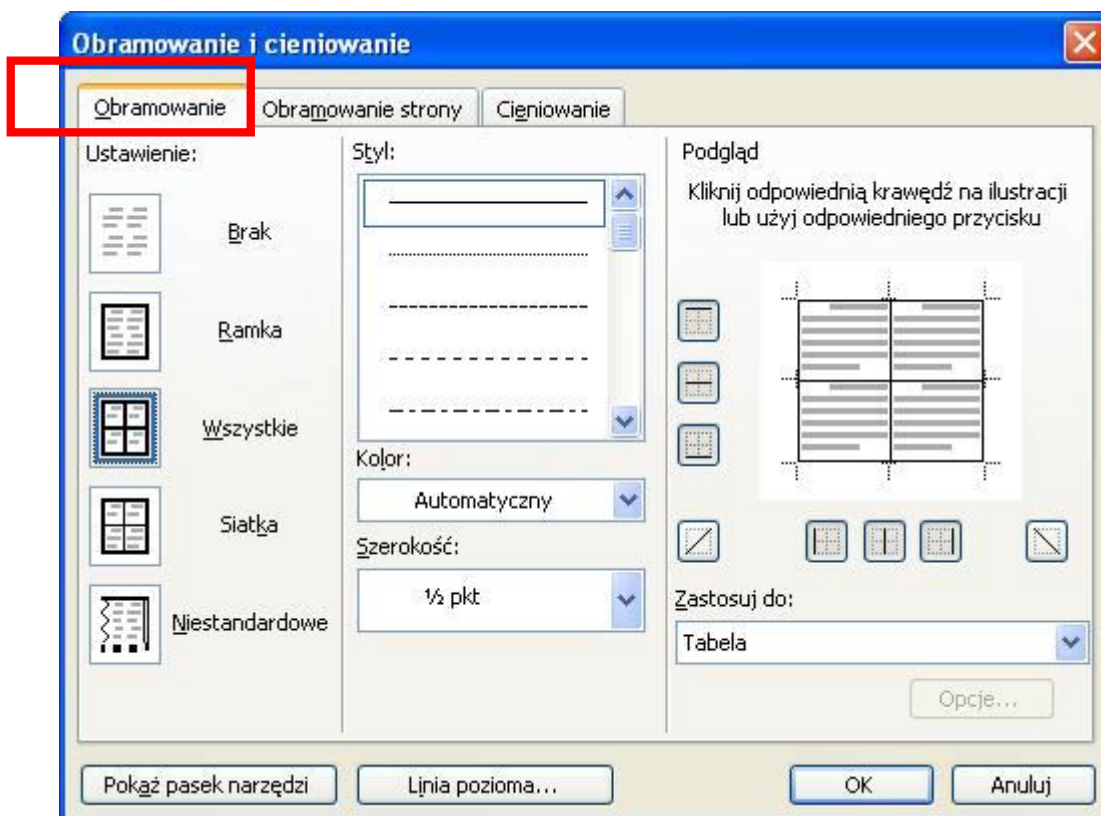 Obramowanie i cieniowanie
Obramowanie
Obramowanie strony
Cieniowanie
Ustawienie:
Brak
Ramka
Wszystkie
Siatka
Niestandardowe
Styl:
Kolor:
Automatyczny
Szerokość:
½ pkt
Podgląd
Kliknij odpowiednią krawędź na ilustracji
lub użyj odpowiedniego przycisku
Zastosuj do:
Tabela
Opcje...
Pokaż pasek narzędzi
Linia pozioma...
OK
Anuluj